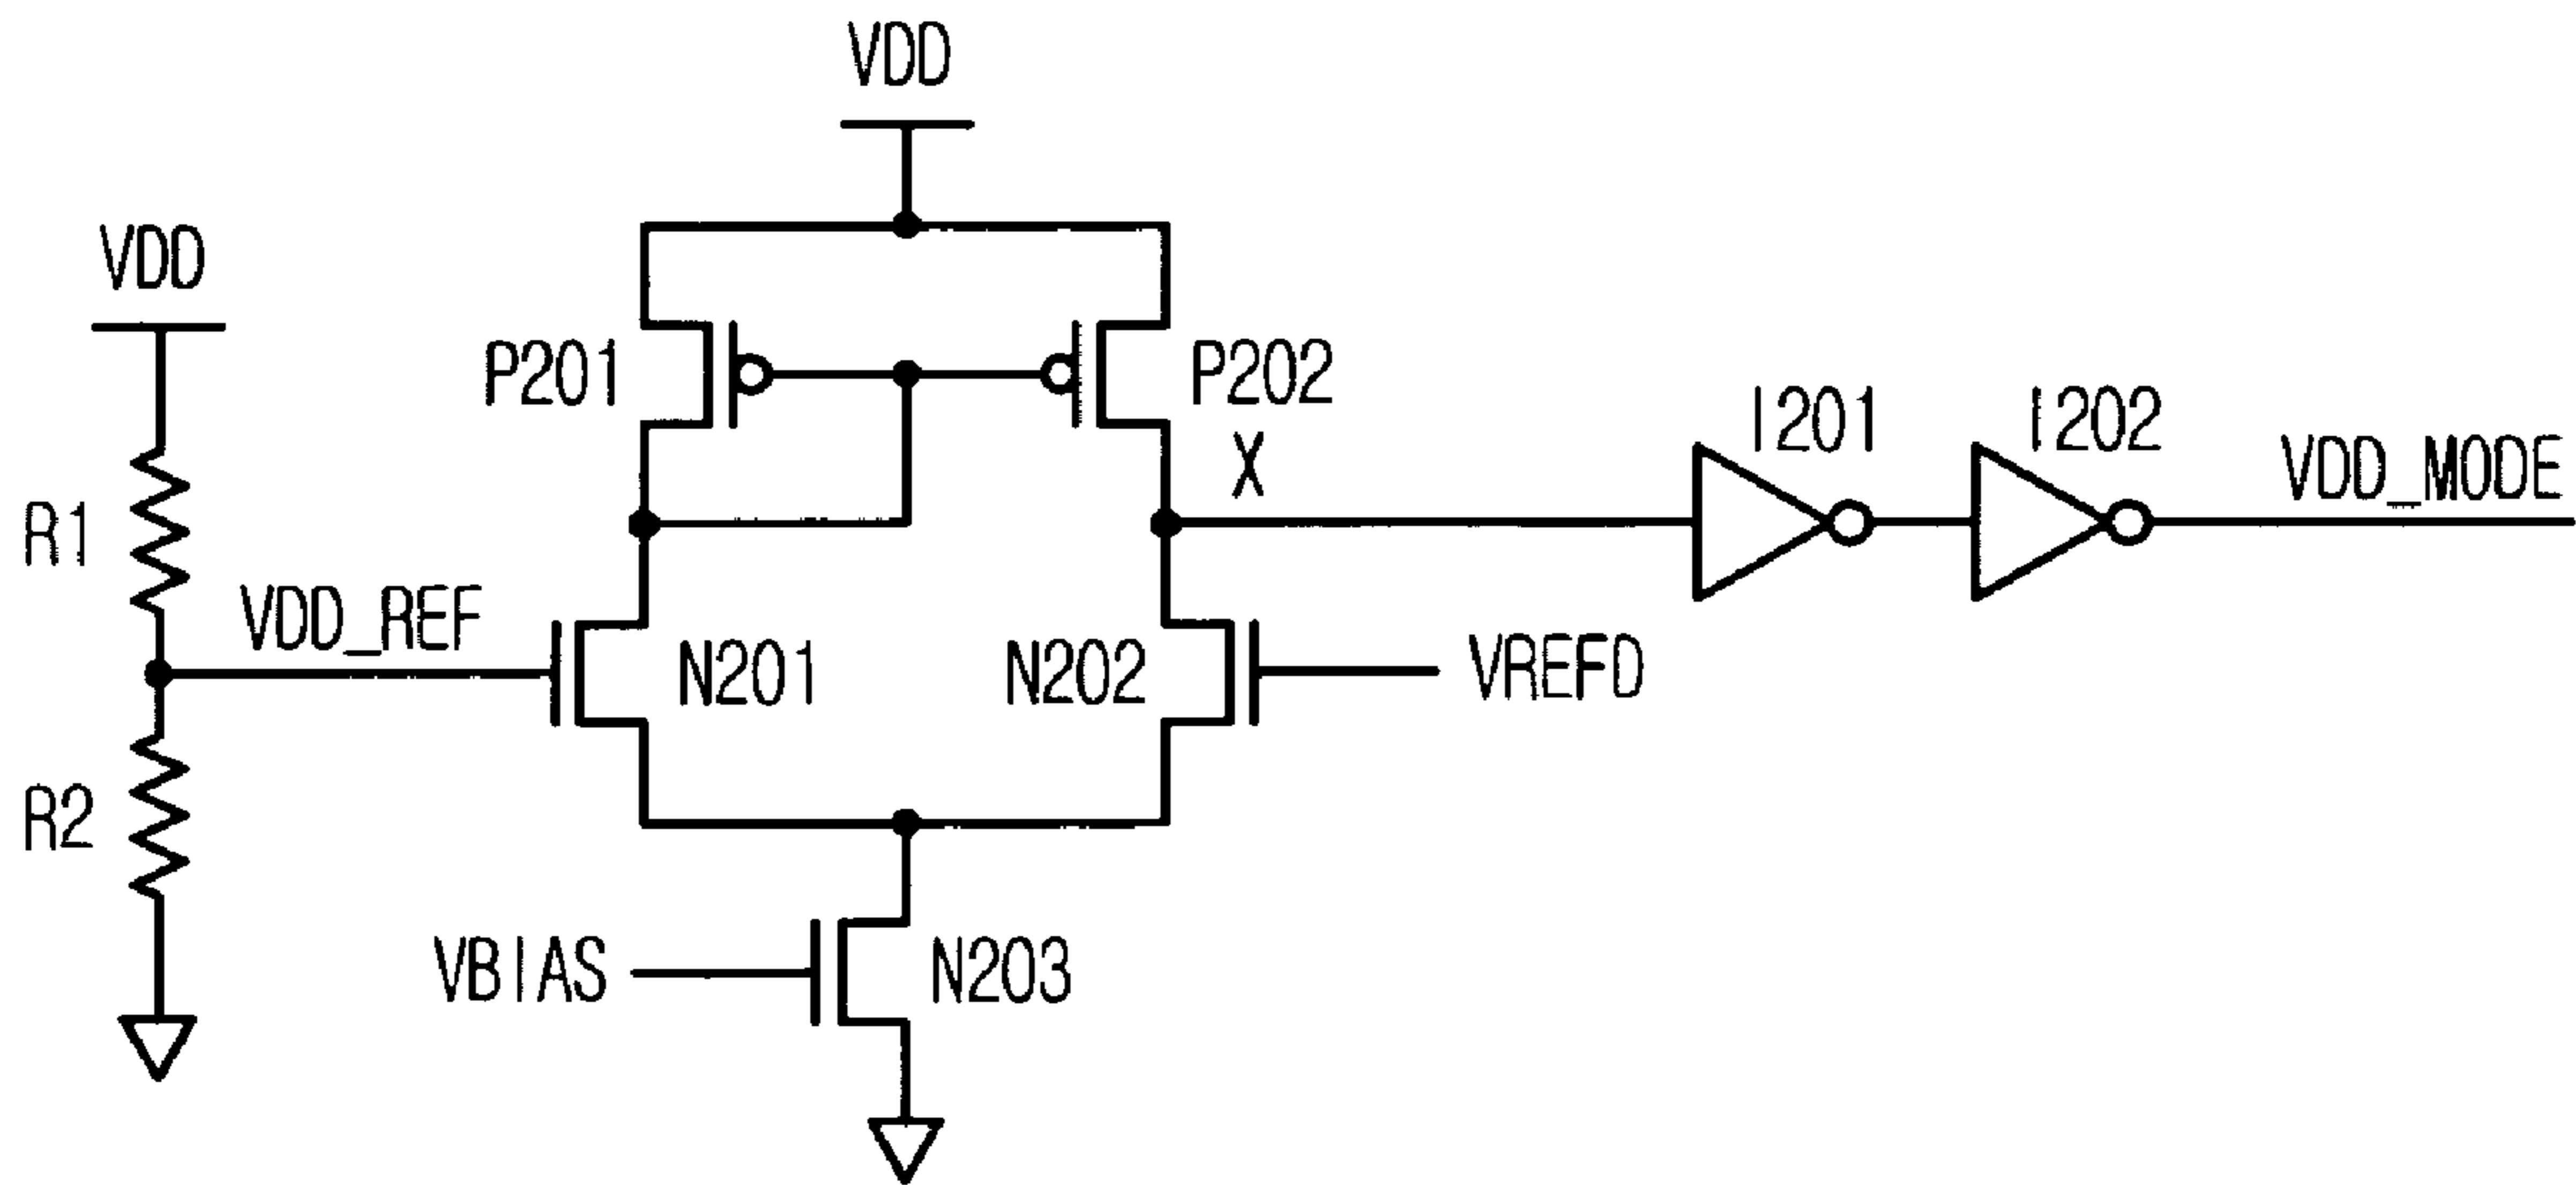 VDD
VDD
P201
P202
I201
I202
X
VDD_MODE
R1
VDD_REF
N201
N202
VREFD
R2
VBIAS
N203